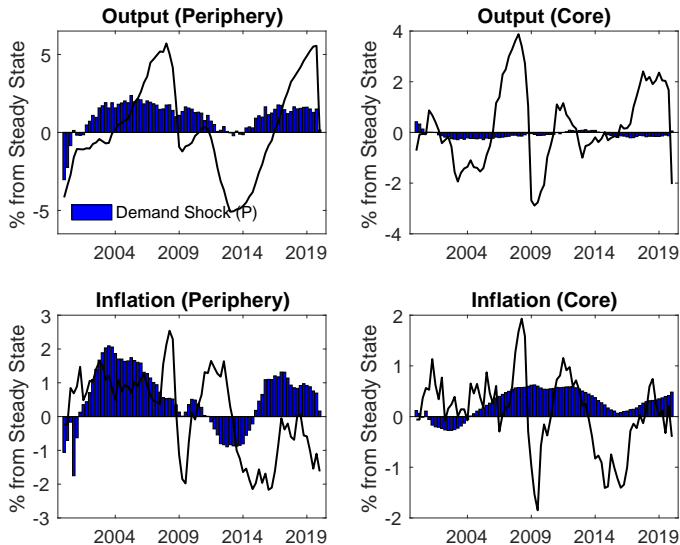 Output (Periphery)
% from Steady State
5
0
-5
Demand Shock (P)
2004 2009 2014 2019
Output (Core)
% from Steady State
4
2
0
-2
-4
2004 2009 2014 2019
Inflation (Periphery)
% from Steady State
3
2
1
0
-1
-2
-3
2004 2009 2014 2019
Inflation (Core)
% from Steady State
2
1
0
-1
-2
2004 2009 2014 2019